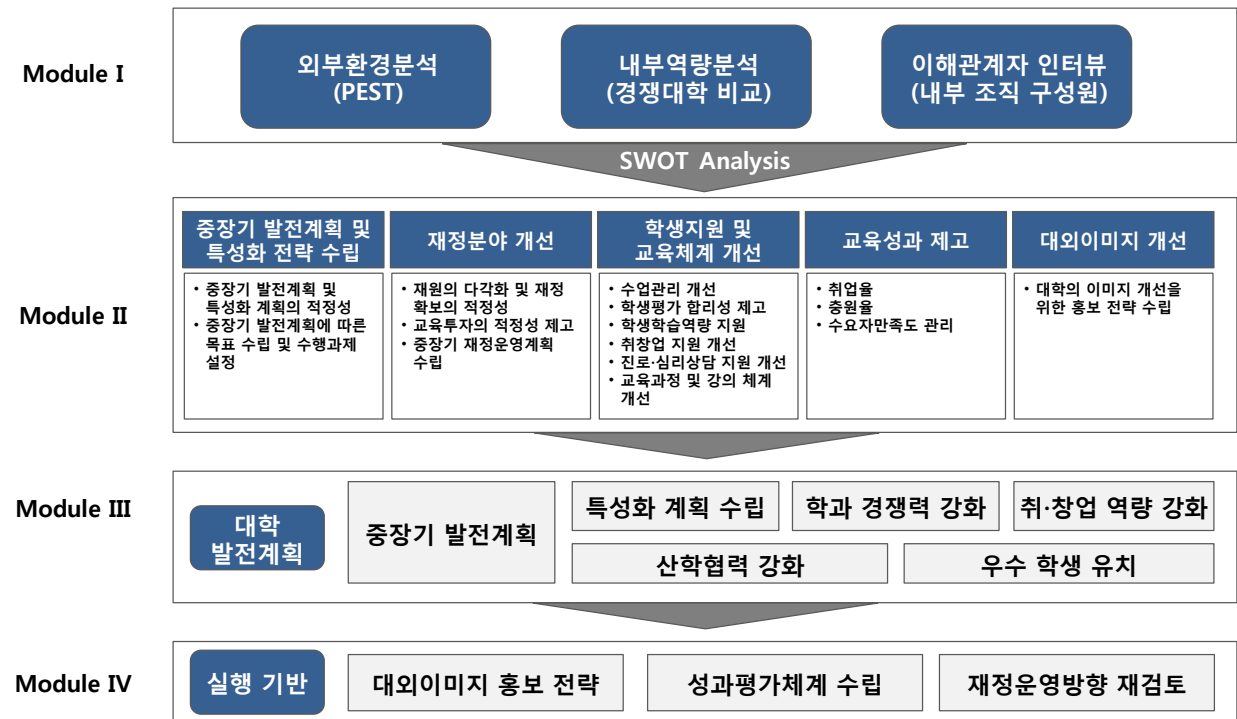 Module I
외부환경분석
(PEST)
내부역량분석
(경쟁대학 비교)
이해관계자 인터뷰
(내부 조직 구성원)
SWOT Analysis
Module II
중장기 발전계획 및
특성화 전략 수립
• 중장기 발전계획 및
특성화 계획의 적정성
• 중장기 발전계획에 따른
목표 수립 및 수행과제
설정
재정분야 개선
• 재원의 다각화 및 재정
확보의 적정성
• 교육투자의 적정성 제고
• 중장기 재정운영계획
수립
학생지원 및
교육체계 개선
• 수업관리 개선
• 학생평가 합리성 제고
• 학생학습역량 지원
• 취창업 지원 개선
• 진로·심리상담 지원 개선
• 교육과정 및 강의 체계
개선
교육성과 제고
• 취업율
• 충원율
• 수요자만족도 관리
대외이미지 개선
• 대학의 이미지 개선을
위한 홍보 전략 수립
Module III
대학
발전계획
중장기 발전계획
특성화 계획 수립
학과 경쟁력 강화
취·창업 역량 강화
산학협력 강화
우수 학생 유치
Module IV
실행 기반
대외이미지 홍보 전략
성과평가체계 수립
재정운영방향 재검토